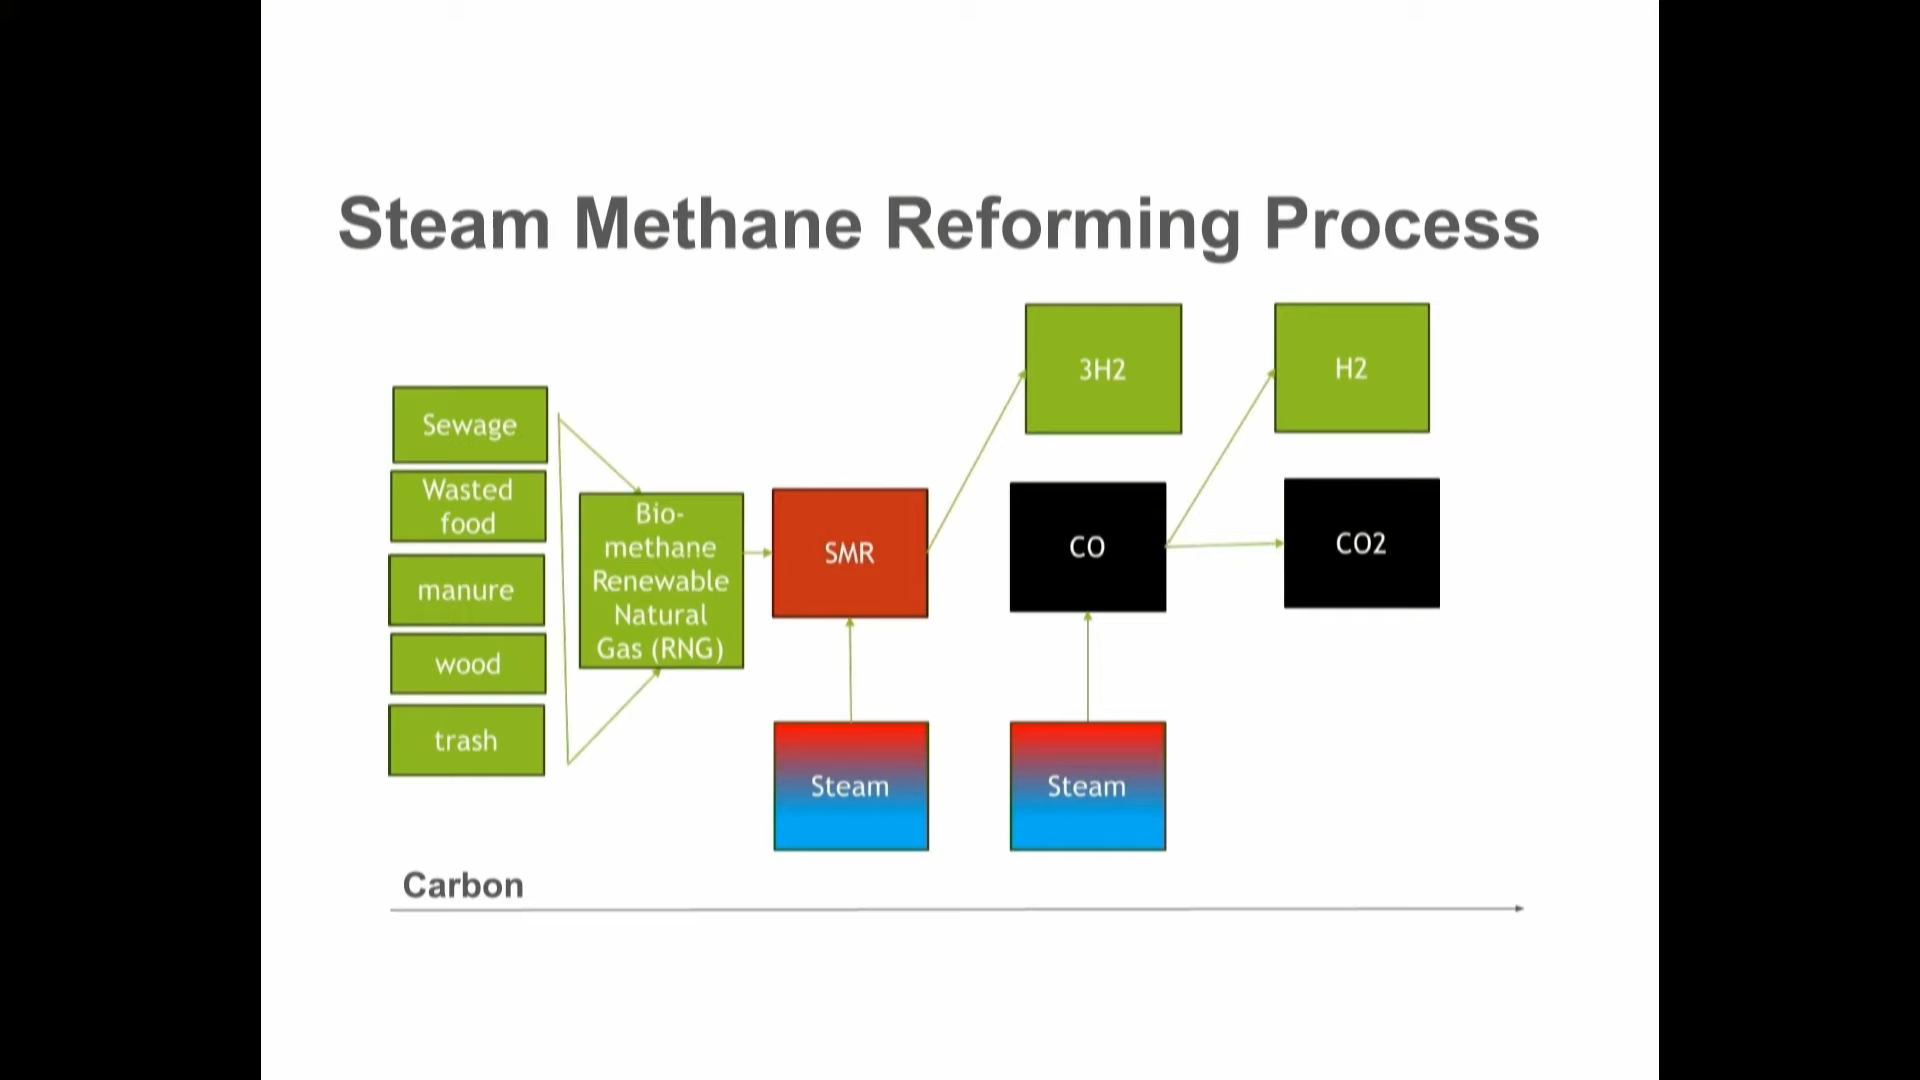 Steam Methane Reforming Process
Sewage
Wasted
food
manure
wood
trash
Bio-
methane
Renewable
Natural
Gas (RNG)
SMR
Steam
3H2
CO
Steam
H2
CO2
Carbon